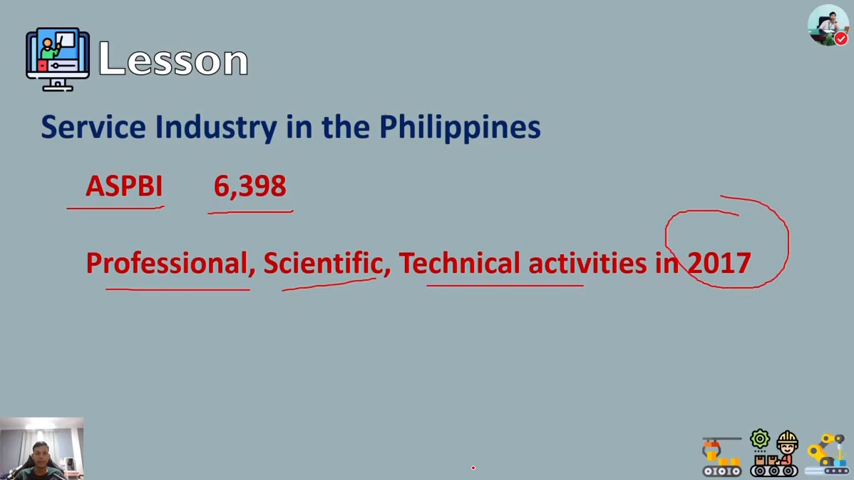 Lesson
Service Industry in the Philippines
ASPBI 6,398
Professional, Scientific, Technical activities in 2017